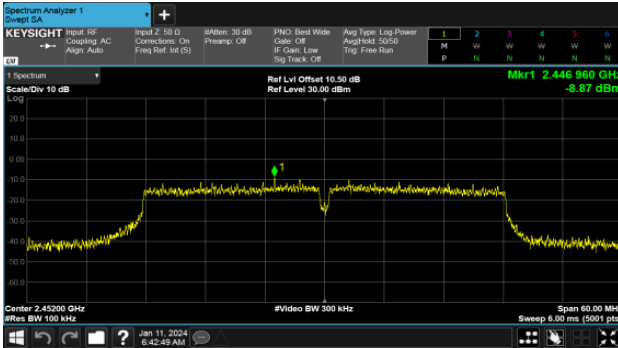 Spectrum Analyzer 1
Swept SA
+
KEYSIGHT
Input: RF
Coupling: AC
Align: Auto
Input Z: 50 Ω
Corrections: On
Freq Ref: Int (S)
#Atten: 30 dB
Preamp: Off
PNO: Best Wide
Gate: Off
IF Gain: Low
Sig Track: Off
Avg Type: Log-Power
Avg|Hold: 50/50
Trig: Free Run
1 2 3 4 5 6
M W W W W W
P N N N N N
LXI
1 Spectrum
Scale/Div 10 dB
Ref Lvl Offset 10.50 dB
Ref Level 30.00 dBm
Mkr1 2.446 960 GHz
-8.87 dBm
Log
20.0
10.0
0.00
-10.0
-20.0
-30.0
-40.0
-50.0
-60.0
1
Center 2.45200 GHz
#Res BW 100 kHz
#Video BW 300 kHz
Span 60.00 MH
Sweep 6.00 ms (5001 pts
?
Jan 11, 2024
6:42:49 AM